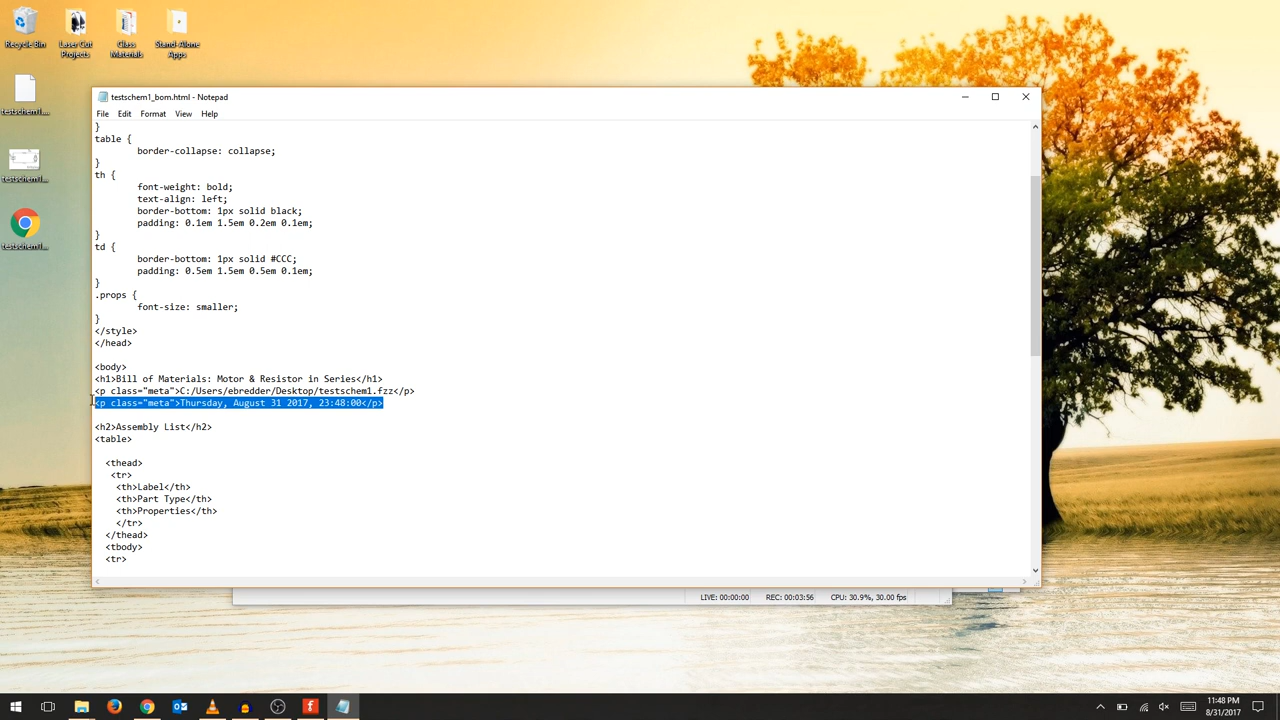 Recycle Bin
Laser Cut Projects
Class Materials
Stand-Alone Apps
testschem1....
testschem1...
testschem1...
testschem1_bom.html - Notepad
File Edit Format View Help
}
table {
border-collapse: collapse;
}
th {
font-weight: bold;
text-align: left;
border-bottom: 1px solid black;
padding: 0.1em 1.5em 0.2em 0.1em;
}
td {
border-bottom: 1px solid #CCC;
padding: 0.5em 1.5em 0.5em 0.1em;
}
.props {
font-size: smaller;
}
</style>
</head>
<body>
<h1>Bill of Materials: Motor & Resistor in Series</h1>
<p class="meta">C:/Users/ebredder/Desktop/testschem1.fzz</p>
<p class="meta">Thursday, August 31 2017, 23:48:00</p>
<h2>Assembly List</h2>
<table>
<thead>
<tr>
<th>Label</th>
<th>Part Type</th>
<th>Properties</th>
</tr>
</thead>
<tbody>
<tr>
LIVE: 00:00:00 REC: 00:03:56 CPU: 30.9%, 30.00 fps
11:48 PM
8/31/2017